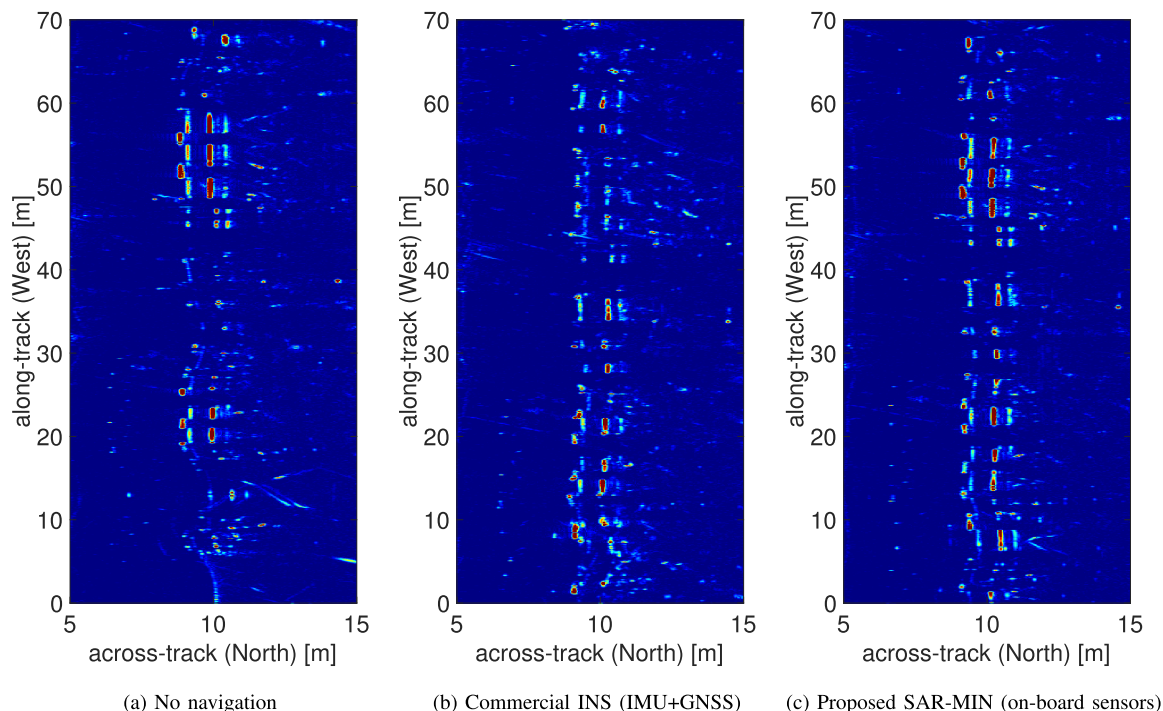 70
60
50
40
30
20
10
0
5 10 15
along-track (West) [m]
across-track (North) [m]
(a) No navigation
70
60
50
40
30
20
10
0
5 10 15
along-track (West) [m]
across-track (North) [m]
(b) Commercial INS (IMU+GNSS)
70
60
50
40
30
20
10
0
5 10 15
along-track (West) [m]
across-track (North) [m]
(c) Proposed SAR-MIN (on-board sensors)